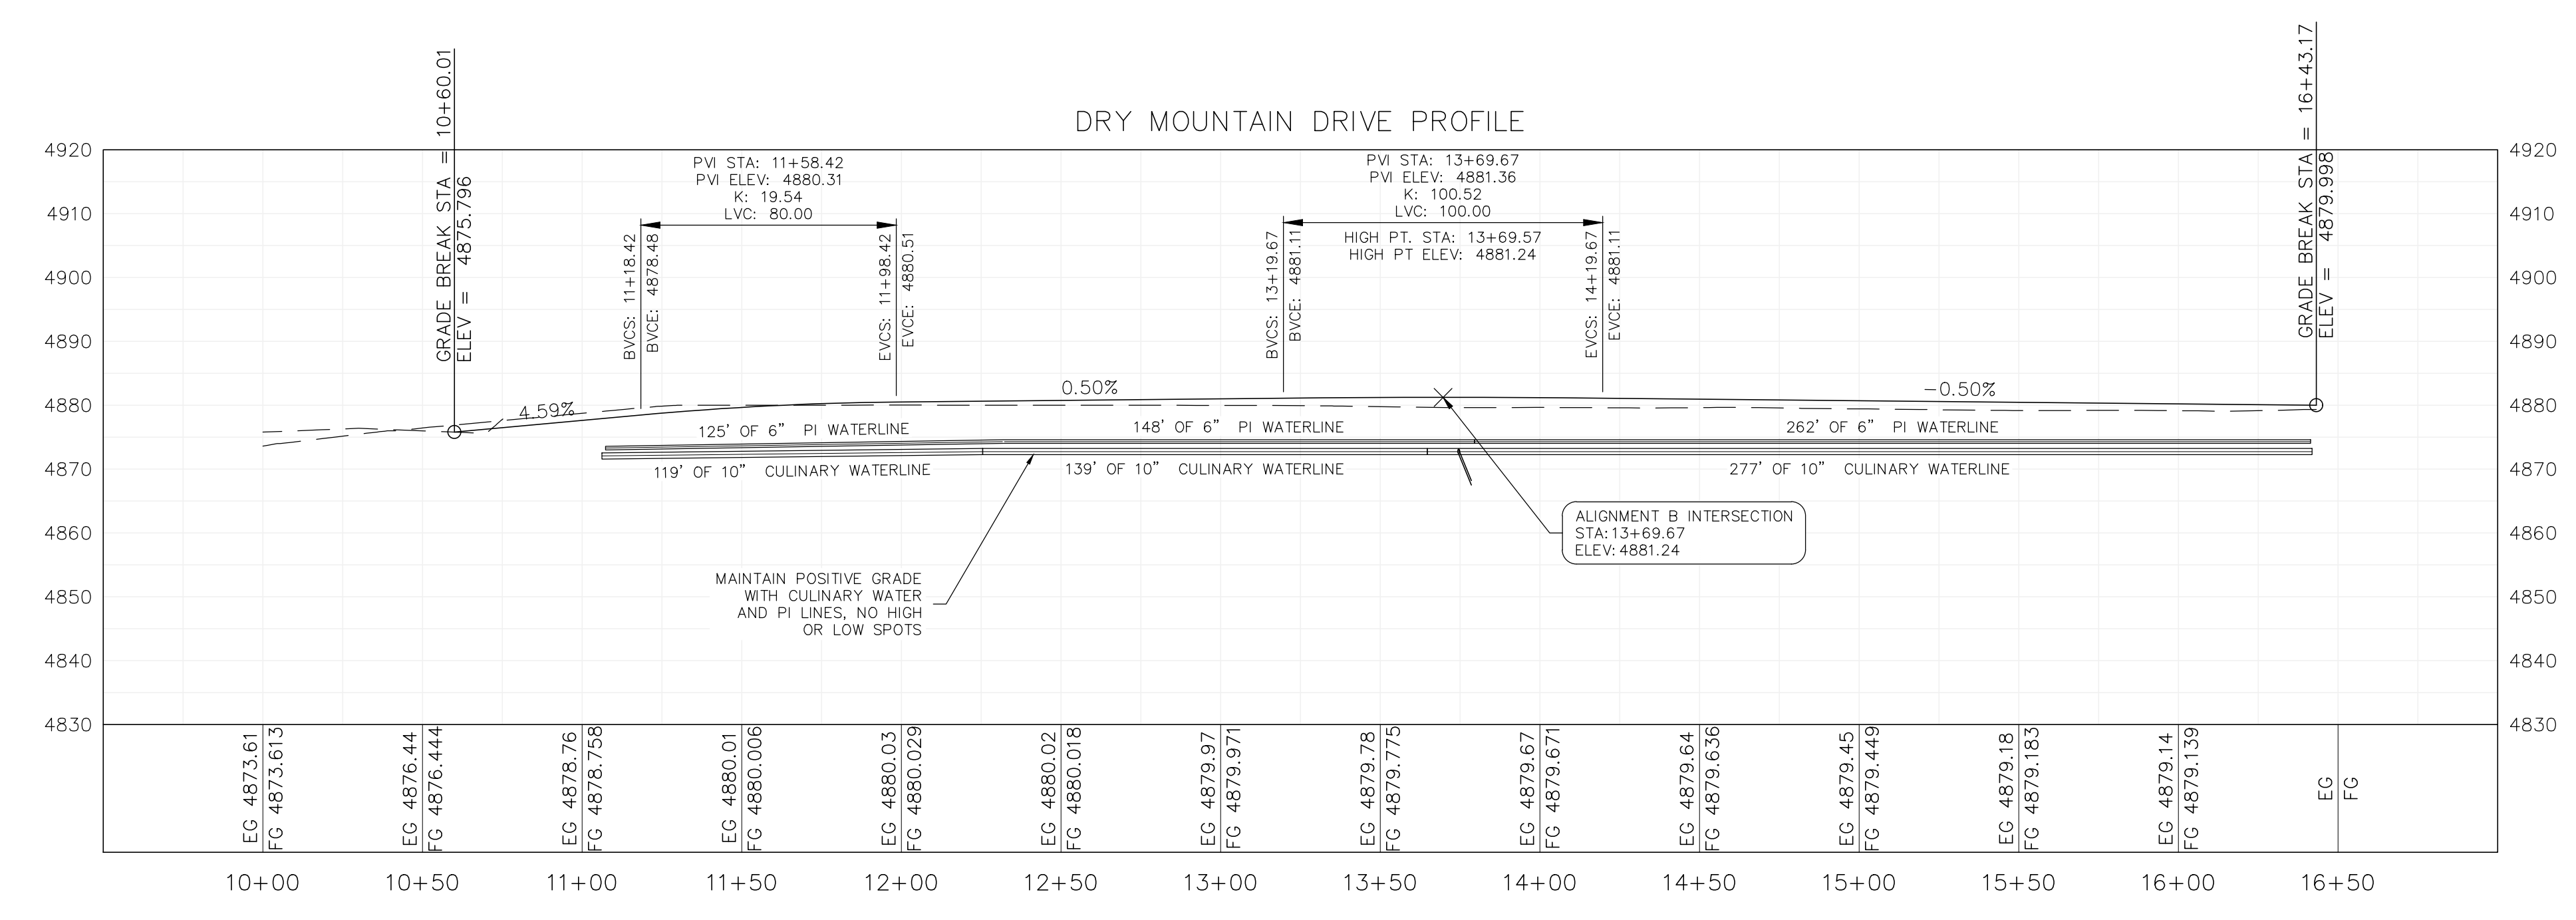 DRY MOUNTAIN DRIVE PROFILE
GRADE BREAK STA = 10+60.01
ELEV = 4875.796
PVI STA: 11+58.42
PVI ELEV: 4880.31
K: 19.54
LVC: 80.00
BVCS: 11+18.42
BVCE: 4878.48
EVCS: 11+98.42
EVCE: 4880.51
PVI STA: 13+69.67
PVI ELEV: 4881.36
K: 100.52
LVC: 100.00
HIGH PT. STA: 13+69.57
HIGH PT ELEV: 4881.24
BVCS: 13+19.67
BVCE: 4881.11
EVCS: 14+19.67
EVCE: 4881.11
GRADE BREAK STA = 16+43.17
ELEV = 4879.998
4920
4910
4900
4890
4880
4870
4860
4850
4840
4830
4920
4910
4900
4890
4880
4870
4860
4850
4840
4830
4.59%
0.50%
-0.50%
125' OF 6" PI WATERLINE
148' OF 6" PI WATERLINE
262' OF 6" PI WATERLINE
119' OF 10" CULINARY WATERLINE
139' OF 10" CULINARY WATERLINE
277' OF 10" CULINARY WATERLINE
ALIGNMENT B INTERSECTION
STA:13+69.67
ELEV:4881.24
MAINTAIN POSITIVE GRADE
WITH CULINARY WATER
AND PI LINES, NO HIGH
OR LOW SPOTS
EG 4873.61
FG 4873.613
EG 4876.44
FG 4876.444
EG 4878.76
FG 4878.758
EG 4880.01
FG 4880.006
EG 4880.03
FG 4880.029
EG 4880.02
FG 4880.018
EG 4879.97
FG 4879.971
EG 4879.78
FG 4879.775
EG 4879.67
FG 4879.671
EG 4879.64
FG 4879.636
EG 4879.45
FG 4879.449
EG 4879.18
FG 4879.183
EG 4879.14
FG 4879.139
EG
FG
10+00 10+50 11+00 11+50 12+00 12+50 13+00 13+50 14+00 14+50 15+00 15+50 16+00 16+50